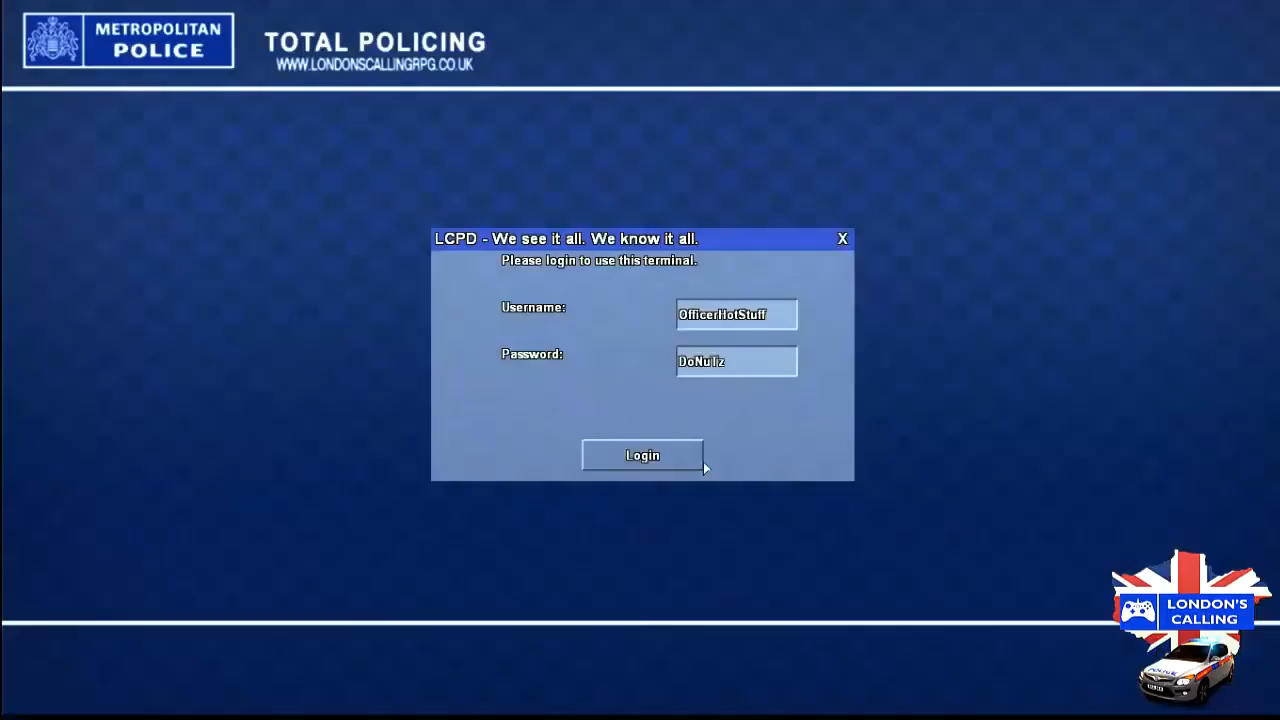 METROPOLITAN
POLICE
TOTAL POLICING
WWW.LONDONSCALLINGRPG.CO.UK
LCPD - We see it all. We know it all.
X
Please login to use this terminal.
Username:
OfficerHotStuff
Password:
DoNuTz
Login
LONDON'S
CALLING
POLICE